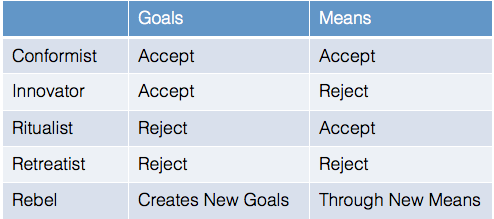 Goals Means
Conformist Accept Accept
Innovator Accept Reject
Ritualist Reject Accept
Retreatist Reject Reject
Rebel Creates New Goals Through New Means